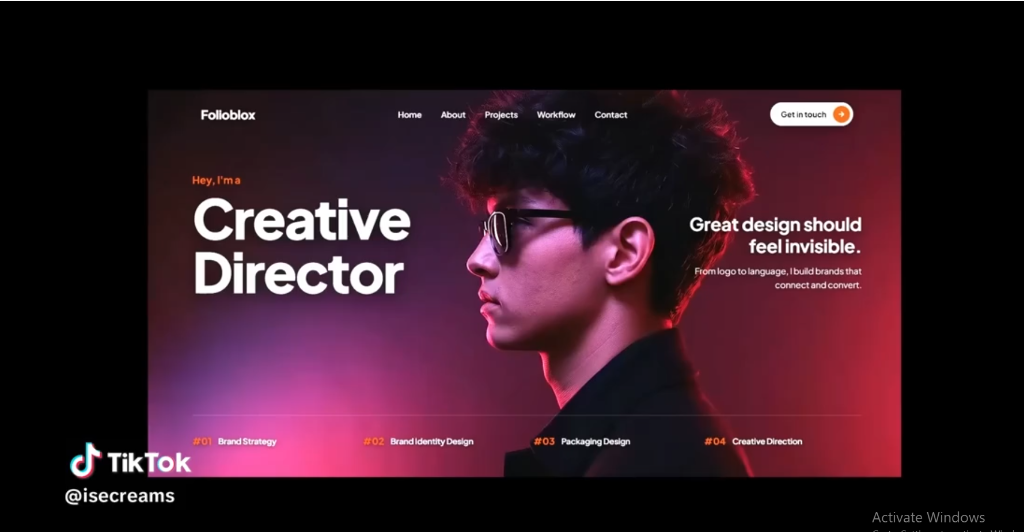 Folloblox
Home
About
Projects
Workflow
Contact
Get in touch
Hey, I'm a
Creative
Director
Great design should
feel invisible.
From logo to language, I build brands that
connect and convert.
#01 Brand Strategy
#02 Brand Identity Design
#03 Packaging Design
#04 Creative Direction
TikTok
@isecreams
Activate Windows